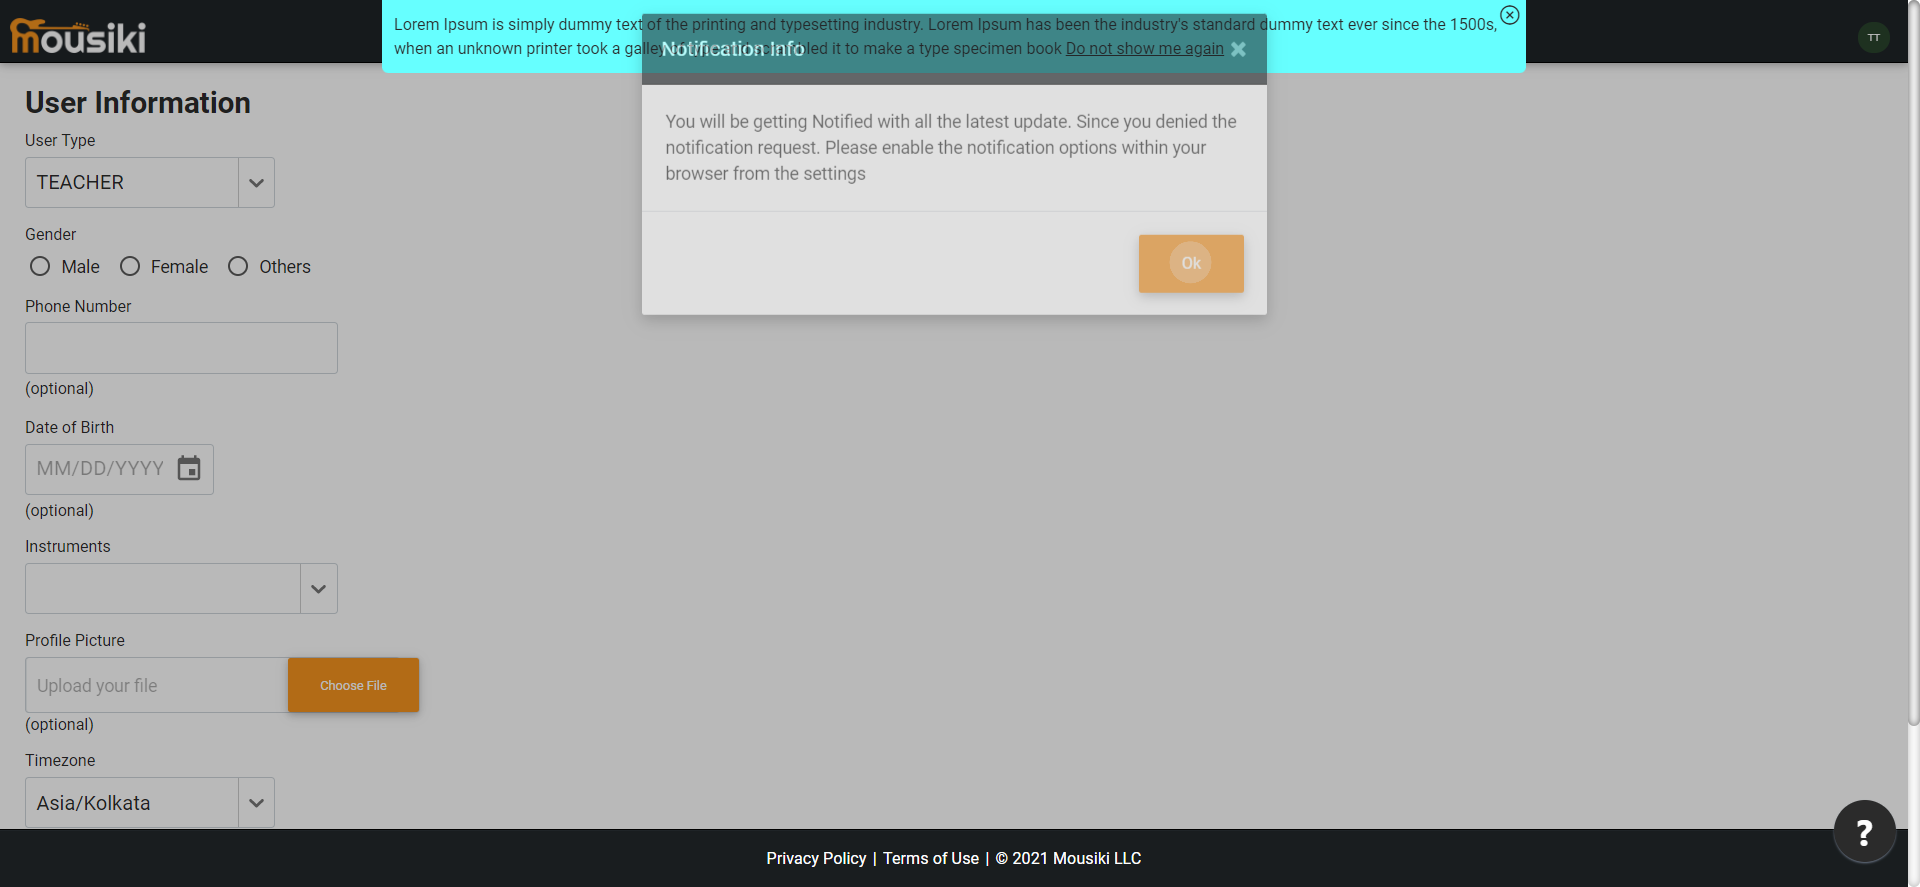 mousiki
Lorem Ipsum is simply dummy text of the printing and typesetting industry. Lorem Ipsum has been the industry's standard dummy text ever since the 1500s,
when an unknown printer took a galley of type and scrambled it to make a type specimen book Do not show me again
TT
Notification Info
You will be getting Notified with all the latest update. Since you denied the
notification request. Please enable the notification options within your
browser from the settings
Ok
User Information
User Type
TEACHER
Gender
Male Female Others
Phone Number
(optional)
Date of Birth
MM/DD/YYYY
(optional)
Instruments
Profile Picture
Upload your file Choose File
(optional)
Timezone
Asia/Kolkata
?
Privacy Policy | Terms of Use | © 2021 Mousiki LLC